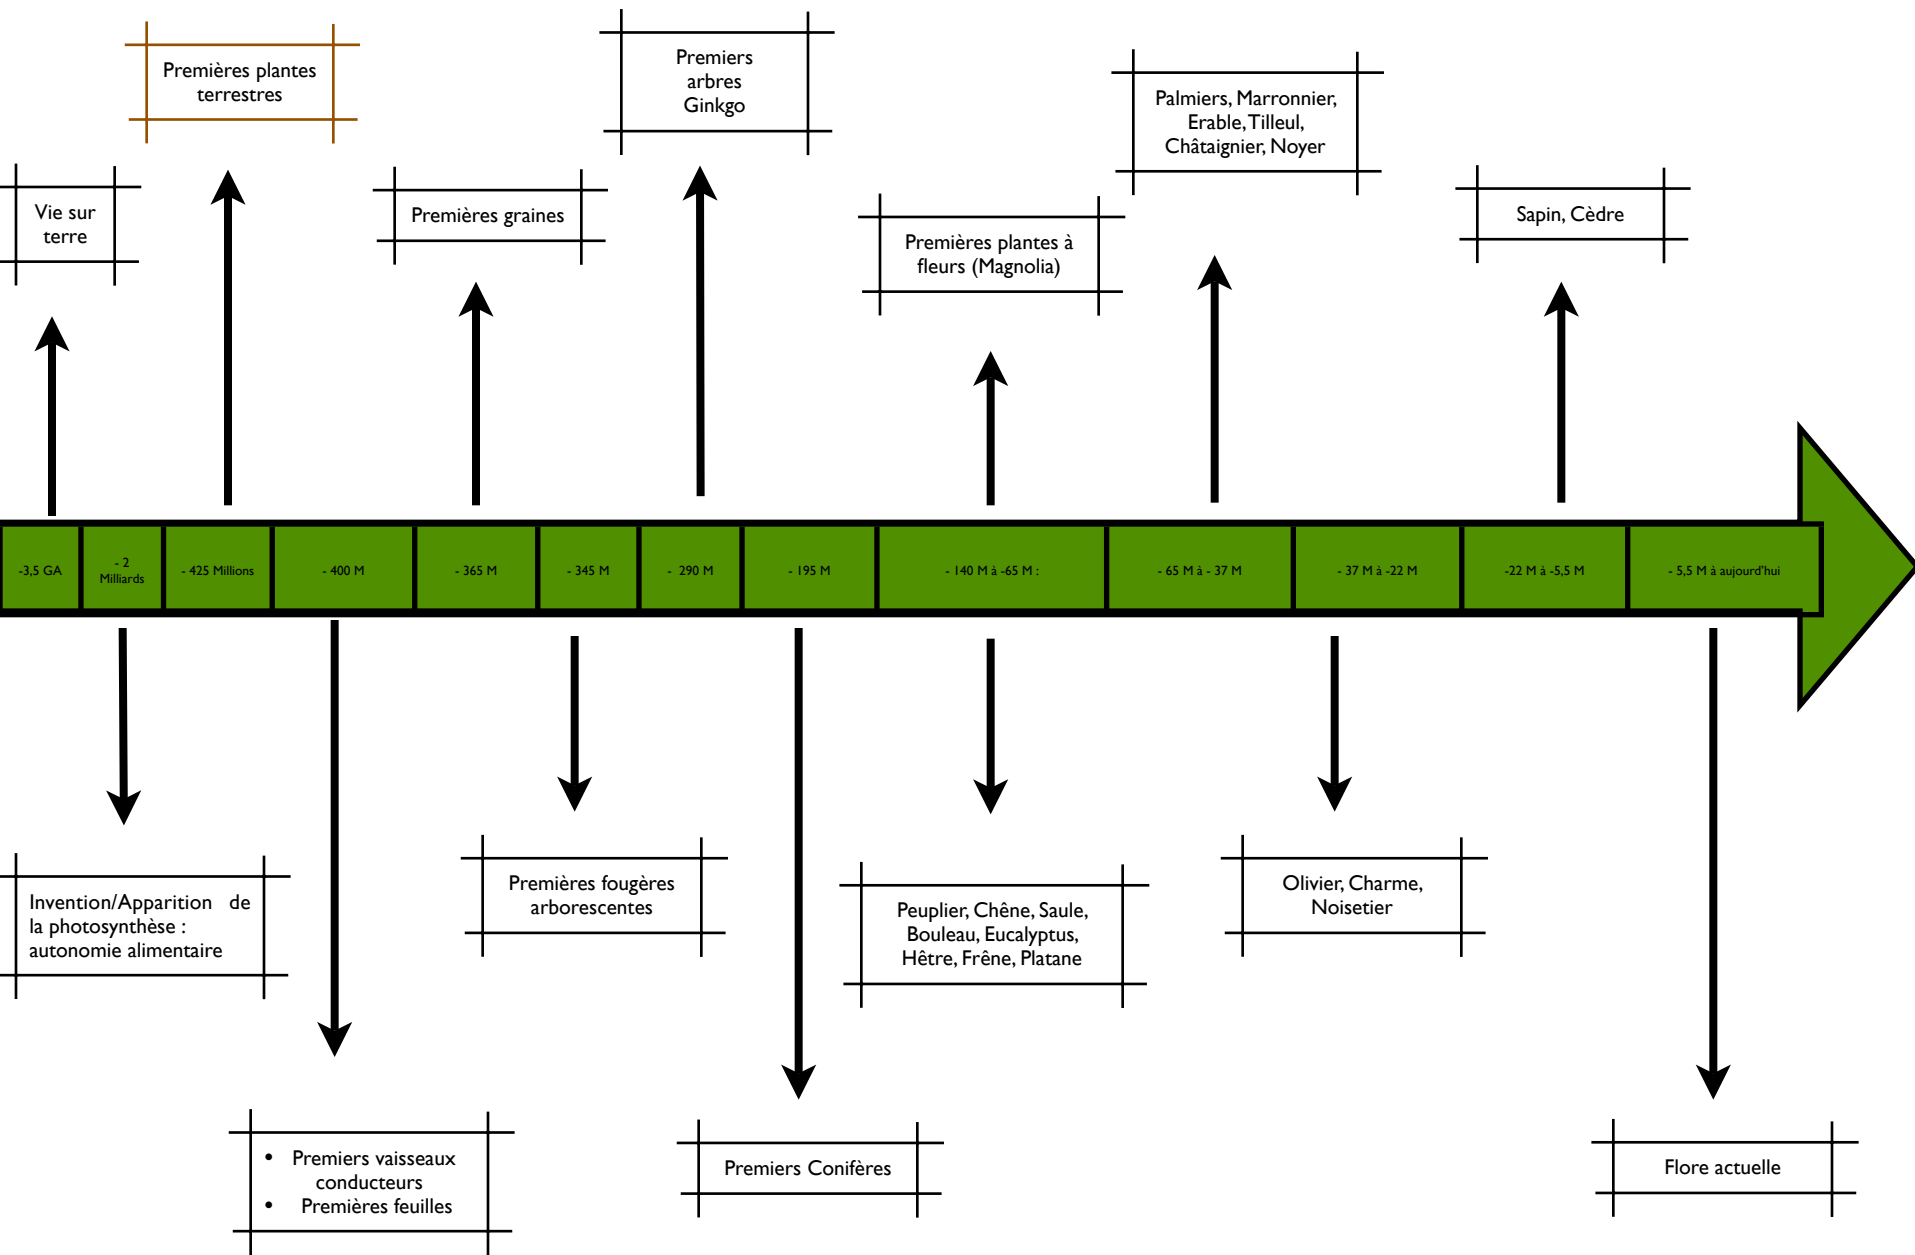 Premières plantes
terrestres
Premiers
arbres
Ginkgo
Palmiers, Marronnier,
Erable, Tilleul,
Châtaignier, Noyer
Vie sur
terre
Premières graines
Premières plantes à
fleurs (Magnolia)
Sapin, Cèdre
-3,5 GA
- 2
Milliards
- 425 Millions
- 400 M
- 365 M
- 345 M
- 290 M
- 195 M
- 140 M à -65 M :
- 65 M à - 37 M
- 37 M à -22 M
-22 M à -5,5 M
- 5,5 M à aujourd'hui
Invention/Apparition de
la photosynthèse :
autonomie alimentaire
Premières fougères
arborescentes
Peuplier, Chêne, Saule,
Bouleau, Eucalyptus,
Hêtre, Frêne, Platane
Olivier, Charme,
Noisetier
• Premiers vaisseaux
conducteurs
• Premières feuilles
Premiers Conifères
Flore actuelle